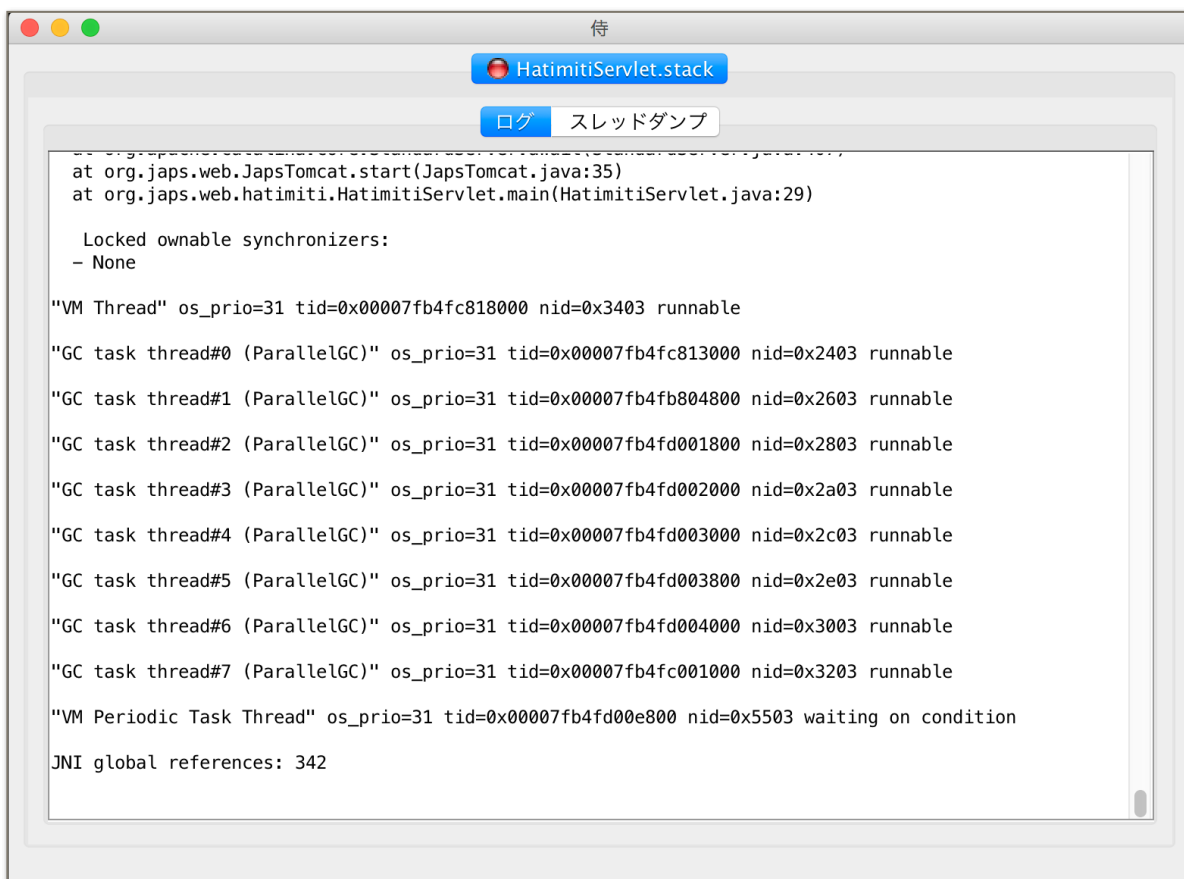 侍
HatimitiServlet.stack
ログ スレッドダンプ
at org.japs.web.JapsTomcat.start(JapsTomcat.java:35)
at org.japs.web.hatimiti.HatimitiServlet.main(HatimitiServlet.java:29)
Locked ownable synchronizers:
– None
"VM Thread" os_prio=31 tid=0x00007fb4fc818000 nid=0x3403 runnable
"GC task thread#0 (ParallelGC)" os_prio=31 tid=0x00007fb4fc813000 nid=0x2403 runnable
"GC task thread#1 (ParallelGC)" os_prio=31 tid=0x00007fb4fb804800 nid=0x2603 runnable
"GC task thread#2 (ParallelGC)" os_prio=31 tid=0x00007fb4fd001800 nid=0x2803 runnable
"GC task thread#3 (ParallelGC)" os_prio=31 tid=0x00007fb4fd002000 nid=0x2a03 runnable
"GC task thread#4 (ParallelGC)" os_prio=31 tid=0x00007fb4fd003000 nid=0x2c03 runnable
"GC task thread#5 (ParallelGC)" os_prio=31 tid=0x00007fb4fd003800 nid=0x2e03 runnable
"GC task thread#6 (ParallelGC)" os_prio=31 tid=0x00007fb4fd004000 nid=0x3003 runnable
"GC task thread#7 (ParallelGC)" os_prio=31 tid=0x00007fb4fc001000 nid=0x3203 runnable
"VM Periodic Task Thread" os_prio=31 tid=0x00007fb4fd00e800 nid=0x5503 waiting on condition
JNI global references: 342